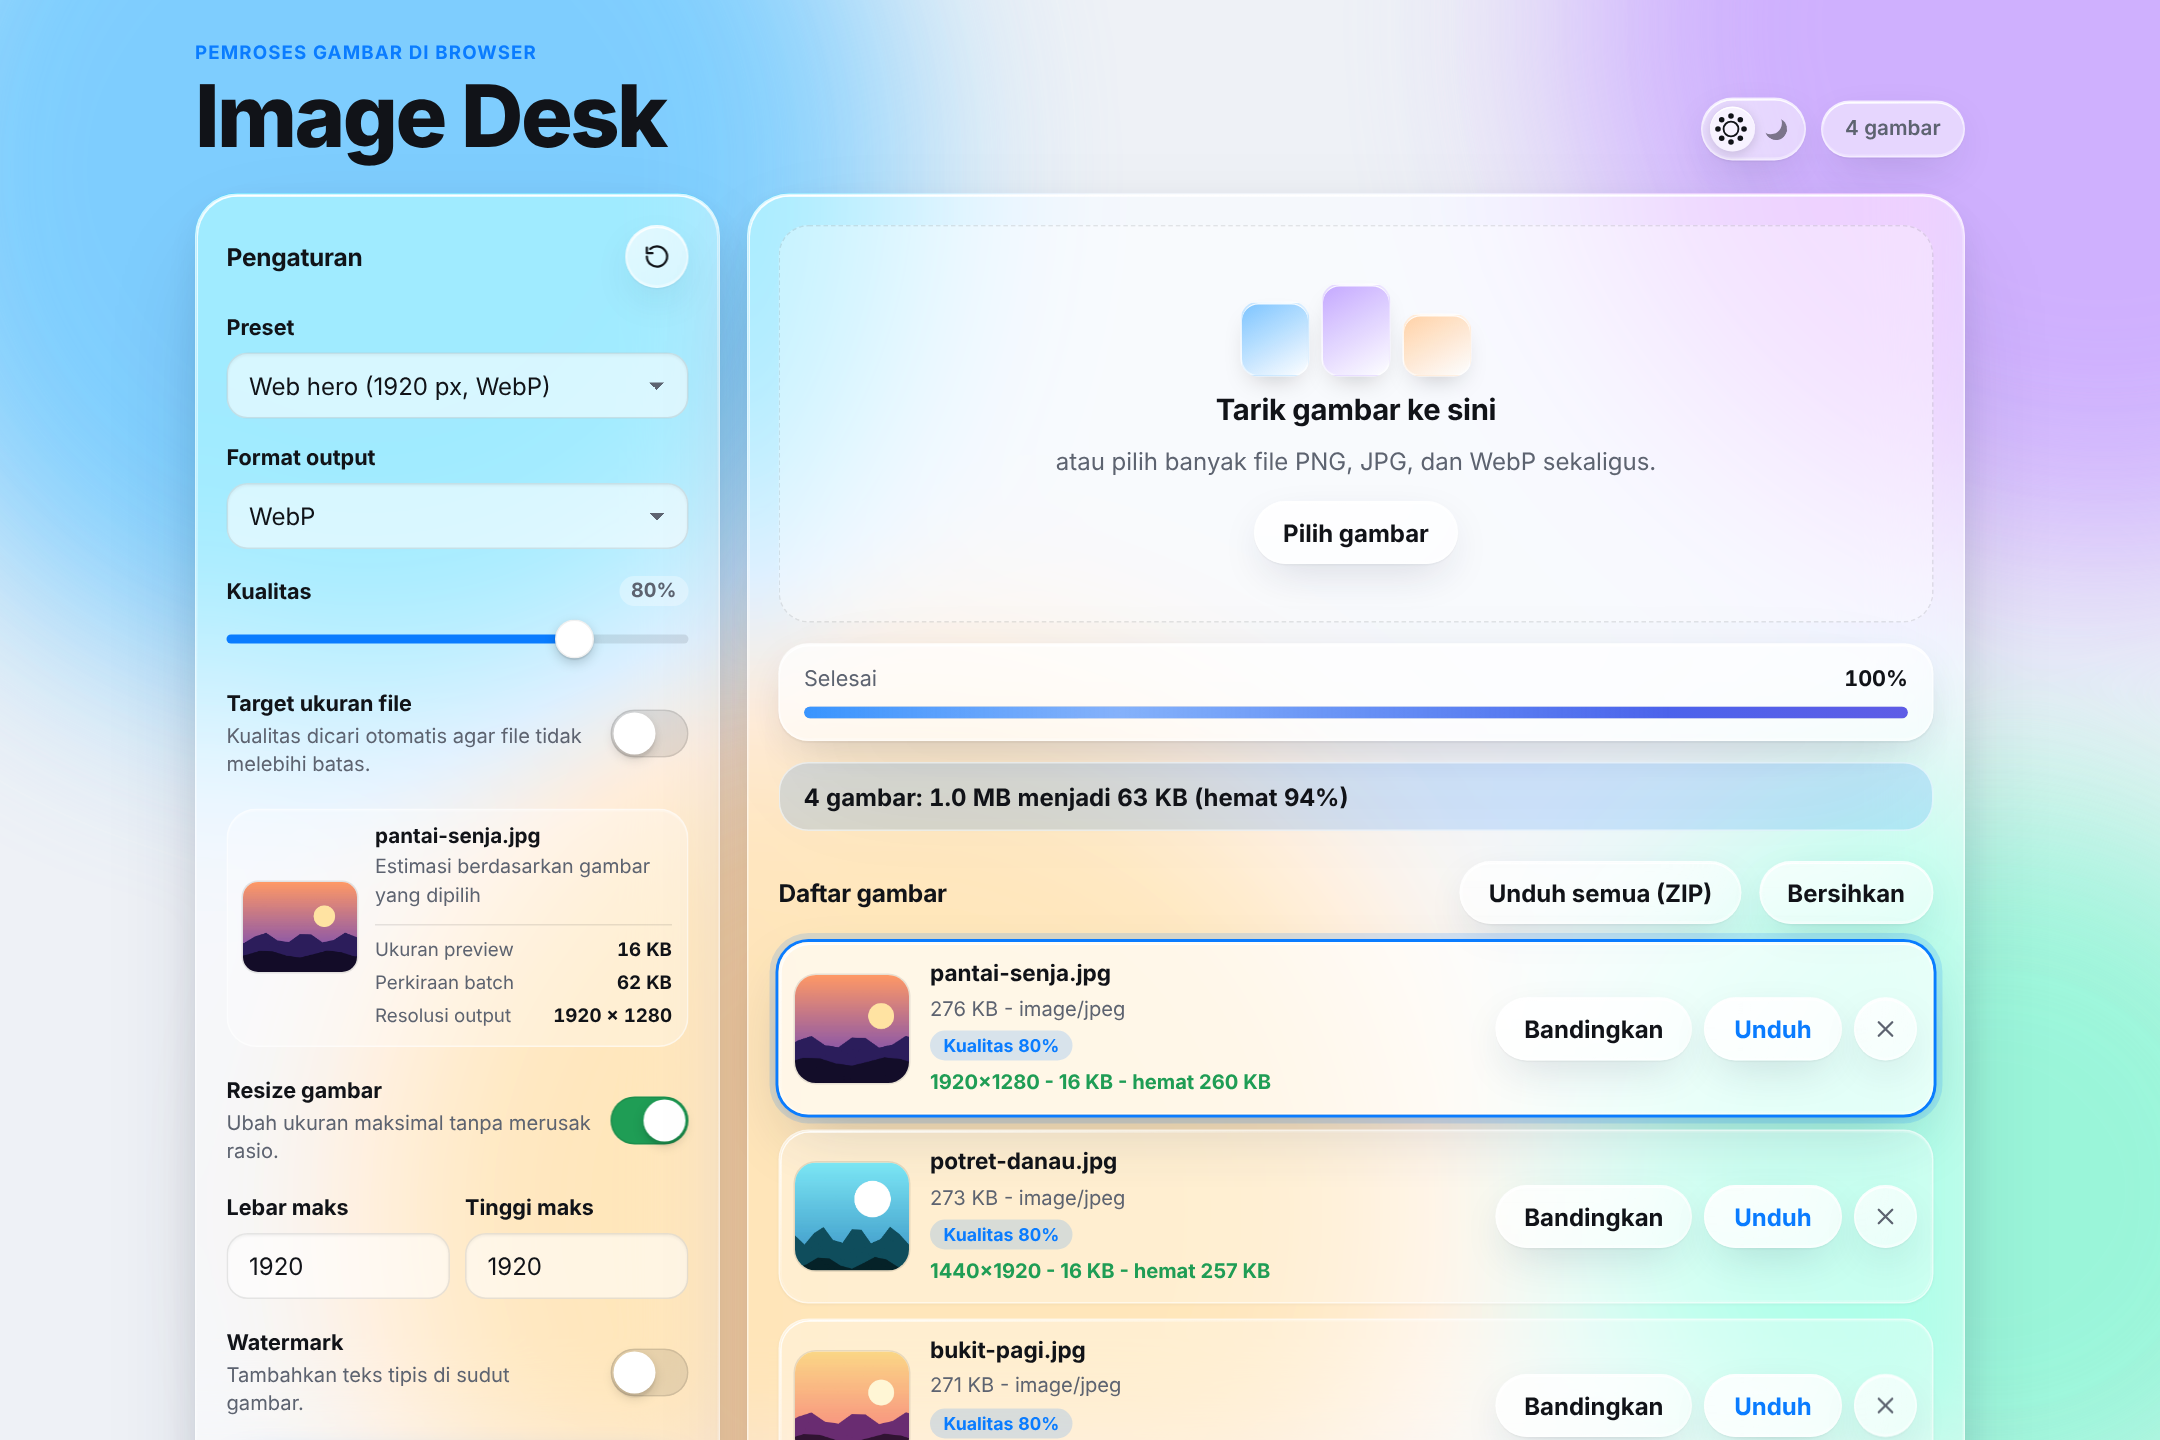 PEMROSES GAMBAR DI BROWSER
Image Desk
4 gambar
Pengaturan
Preset
Web hero (1920 px, WebP)
Format output
WebP
Kualitas
80%
Target ukuran file
Kualitas dicari otomatis agar file tidak
melebihi batas.
pantai-senja.jpg
Estimasi berdasarkan gambar
yang dipilih
Ukuran preview 16 KB
Perkiraan batch 62 KB
Resolusi output 1920 × 1280
Resize gambar
Ubah ukuran maksimal tanpa merusak
rasio.
Lebar maks
Tinggi maks
1920
1920
Watermark
Tambahkan teks tipis di sudut
gambar.
Tarik gambar ke sini
atau pilih banyak file PNG, JPG, dan WebP sekaligus.
Pilih gambar
Selesai 100%
4 gambar: 1.0 MB menjadi 63 KB (hemat 94%)
Daftar gambar
Unduh semua (ZIP)
Bersihkan
pantai-senja.jpg
276 KB - image/jpeg
Kualitas 80%
1920×1280 - 16 KB - hemat 260 KB
Bandingkan
Unduh
potret-danau.jpg
273 KB - image/jpeg
Kualitas 80%
1440×1920 - 16 KB - hemat 257 KB
Bandingkan
Unduh
bukit-pagi.jpg
271 KB - image/jpeg
Kualitas 80%
Bandingkan
Unduh